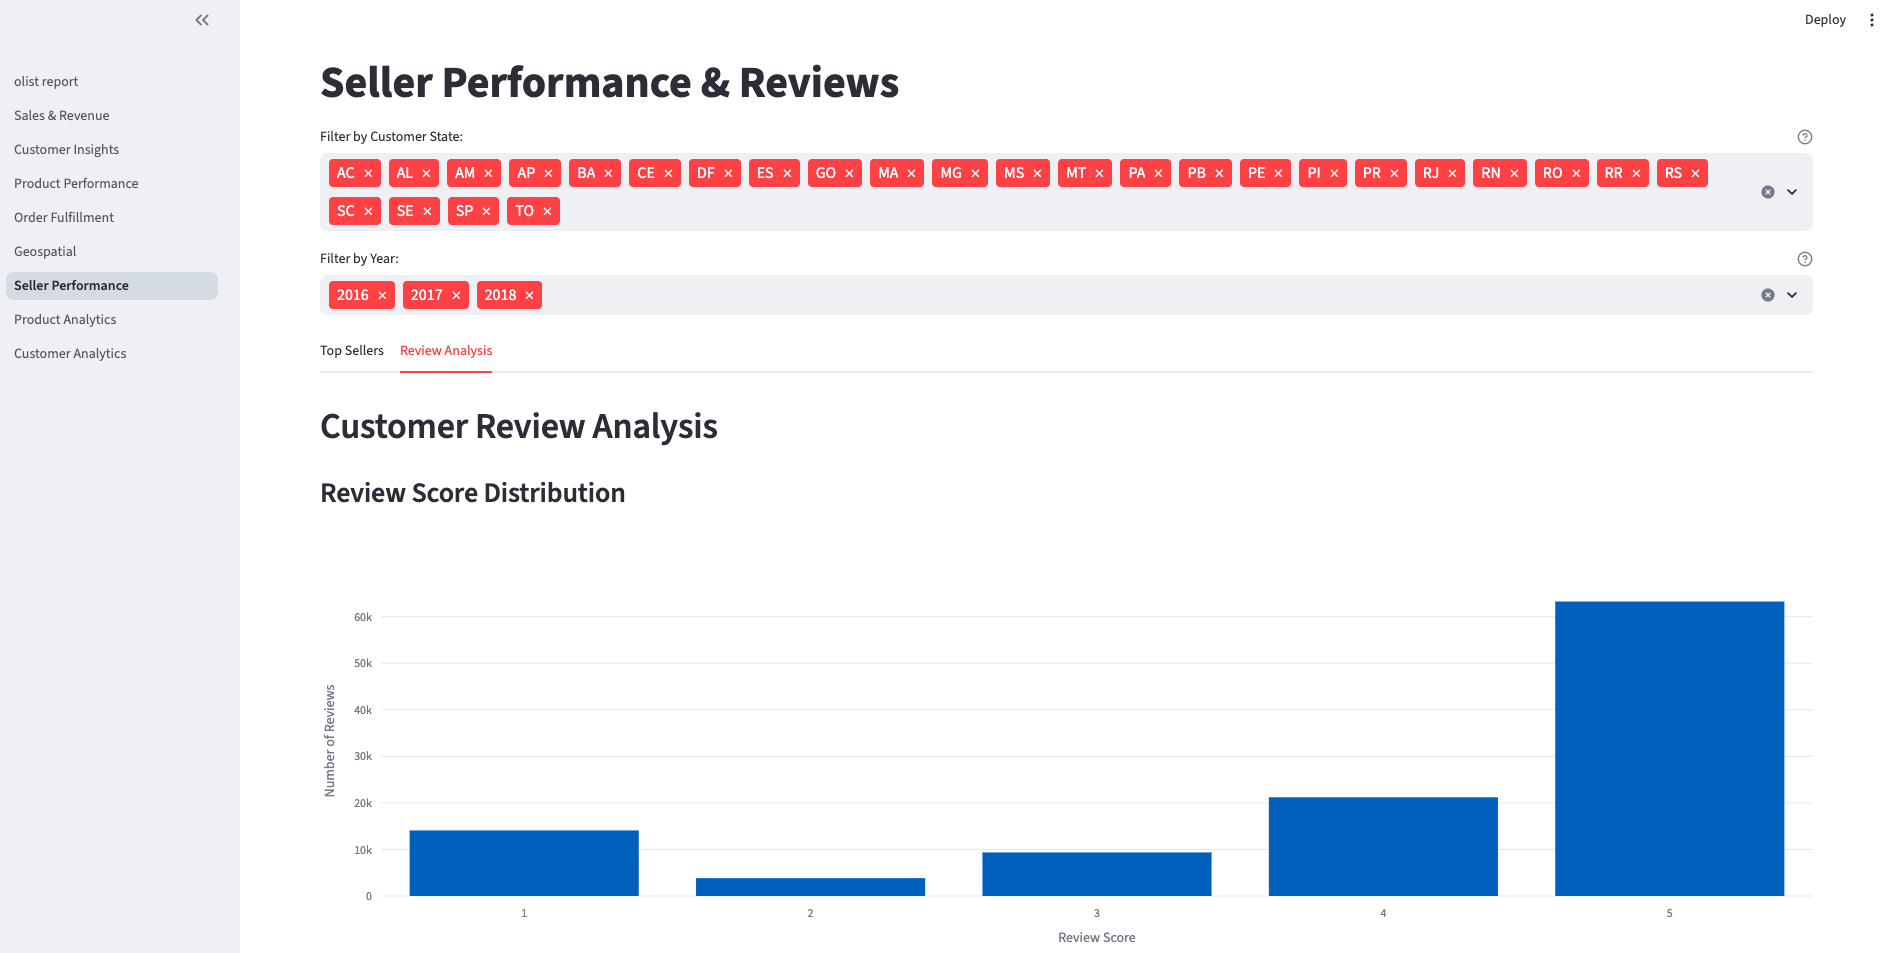 Deploy
olist report
Sales & Revenue
Customer Insights
Product Performance
Order Fulfillment
Geospatial
Seller Performance
Product Analytics
Customer Analytics
Seller Performance & Reviews
Filter by Customer State:
AC AL AM AP BA CE DF ES GO MA MG MS MT PA PB PE PI PR RJ RN RO RR RS
SC SE SP TO
Filter by Year:
2016 2017 2018
Top Sellers Review Analysis
Customer Review Analysis
Review Score Distribution
Number of Reviews
60k
50k
40k
30k
20k
10k
0
1 2 3 4 5
Review Score